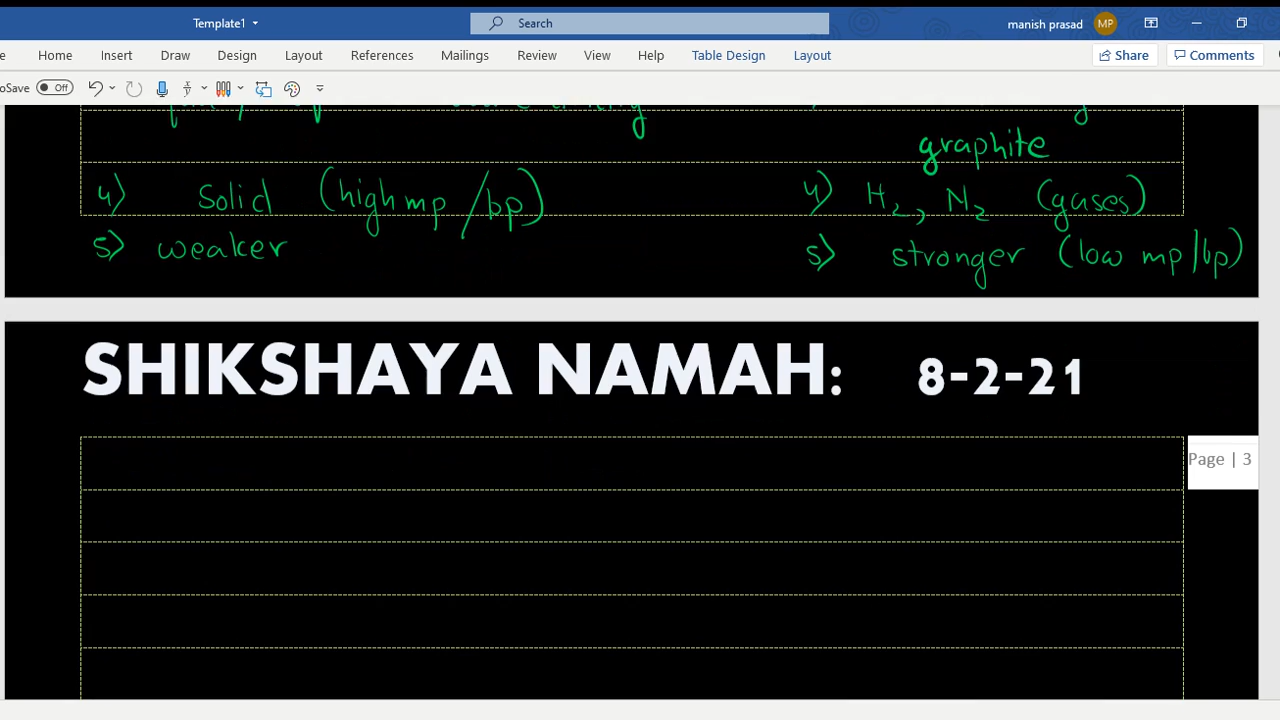 Template1
Search
manish prasad MP
Home Insert Draw Design Layout References Mailings Review View Help Table Design Layout Share Comments
Off
graphite
4) Solid (high mp/bp) 4) H2, N2 (gases)
5) weaker 5) stronger (low mp/bp)
SHIKSHAYA NAMAH: 8-2-21
Page | 3